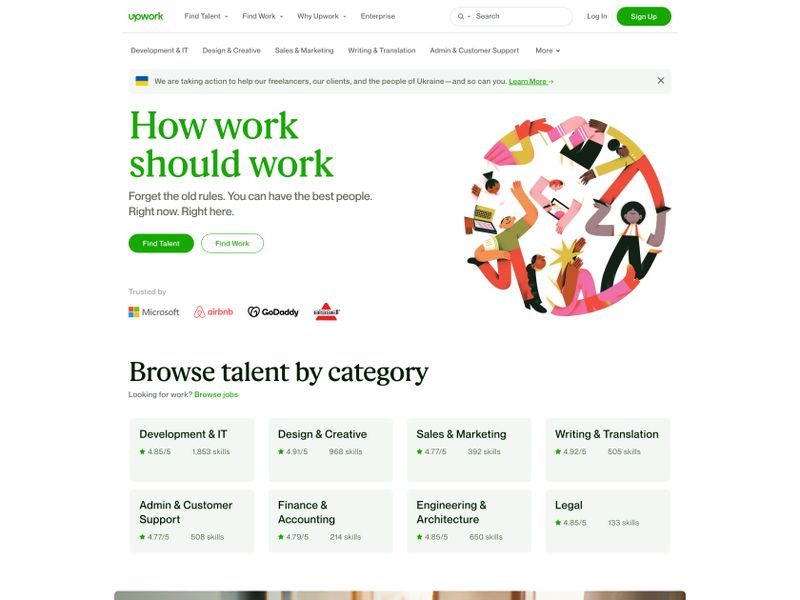 upwork Find Talent Find Work Why Upwork Enterprise Search Log In Sign Up
Development & IT Design & Creative Sales & Marketing Writing & Translation Admin & Customer Support More
We are taking action to help our freelancers, our clients, and the people of Ukraine—and so can you. Learn More →
How work
should work
Forget the old rules. You can have the best people.
Right now. Right here.
Find Talent Find Work
Trusted by
Microsoft airbnb GoDaddy BISSELL
Browse talent by category
Looking for work? Browse jobs
Development & IT
4.85/5 1,853 skills
Design & Creative
4.91/5 968 skills
Sales & Marketing
4.77/5 392 skills
Writing & Translation
4.92/5 505 skills
Admin & Customer
Support
4.77/5 508 skills
Finance &
Accounting
4.79/5 214 skills
Engineering &
Architecture
4.85/5 650 skills
Legal
4.85/5 133 skills